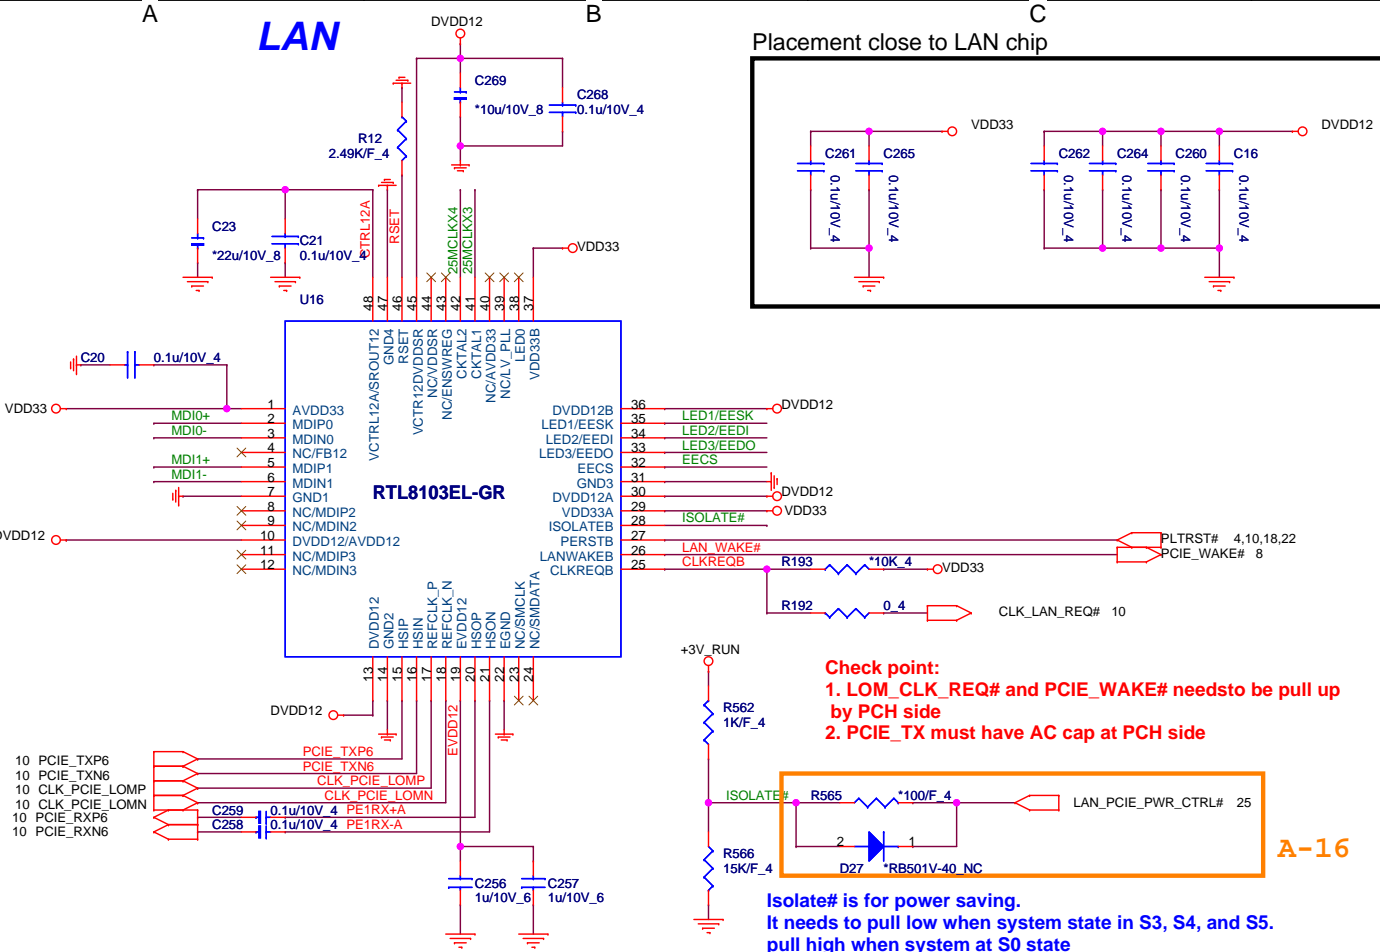 A
B
C
LAN
DVDD12
C269
*10u/10V_8
C268
0.1u/10V_4
R12
2.49K/F_4
Placement close to LAN chip
VDD33
DVDD12
C261
0.1u/10V_4
C265
0.1u/10V_4
C262
0.1u/10V_4
C264
0.1u/10V_4
C260
0.1u/10V_4
C16
0.1u/10V_4
C23
*22u/10V_8
C21
0.1u/10V_4
RSET
25MCLKX4
25MCLKX3
VDD33
U16
48
47
46
45
44
43
42
41
40
39
38
37
VCTRL12A/SROUT12
GND4
RSET
VCTR12DVDDSR
NC/VDDSR
NC/ENSWREG
CKTAL2
CKTAL1
NC/AVDD33
NC/LV_PLL
LED0
VDD33B
C20
0.1u/10V_4
VDD33
1 AVDD33
MDI0+ 2 MDIP0
MDI0- 3 MDIN0
4 NC/FB12
MDI1+ 5 MDIP1
MDI1- 6 MDIN1
7 GND1
8 NC/MDIP2
9 NC/MDIN2
DVDD12 10 DVDD12/AVDD12
11 NC/MDIP3
12 NC/MDIN3
RTL8103EL-GR
DVDD12B 36 DVDD12
LED1/EESK 35 LED1/EESK
LED2/EEDI 34 LED2/EEDI
LED3/EEDO 33 LED3/EEDO
EECS 32 EECS
GND3 31
DVDD12A 30 DVDD12
VDD33A 29 VDD33
ISOLATEB 28 ISOLATE#
PERSTB 27 PLTRST# 4,10,18,22
LANWAKEB 26 LAN_WAKE# PCIE_WAKE# 8
CLKREQB 25 CLKREQB
R193 *10K_4 VDD33
R192 0_4 CLK_LAN_REQ# 10
DVDD12
GND2
HSIP
HSIN
REFCLK_P
REFCLK_N
EVDD12
HSOP
HSON
EGND
NC/SMCLK
NC/SMDATA
13
14
15
16
17
18
19
20
21
22
23
24
DVDD12
EVDD12
10 PCIE_TXP6 PCIE_TXP6
10 PCIE_TXN6 PCIE_TXN6
10 CLK_PCIE_LOMP CLK_PCIE_LOMP
10 CLK_PCIE_LOMN CLK_PCIE_LOMN
10 PCIE_RXP6 C259 0.1u/10V_4 PE1RX+A
10 PCIE_RXN6 C258 0.1u/10V_4 PE1RX-A
C256
1u/10V_6
C257
1u/10V_6
+3V_RUN
R562
1K/F_4
Check point:
1. LOM_CLK_REQ# and PCIE_WAKE# needsto be pull up
by PCH side
2. PCIE_TX must have AC cap at PCH side
ISOLATE# R565 *100/F_4 LAN_PCIE_PWR_CTRL# 25
2 1
D27 *RB501V-40_NC
A-16
R566
15K/F_4
Isolate# is for power saving.
It needs to pull low when system state in S3, S4, and S5.
pull high when system at S0 state